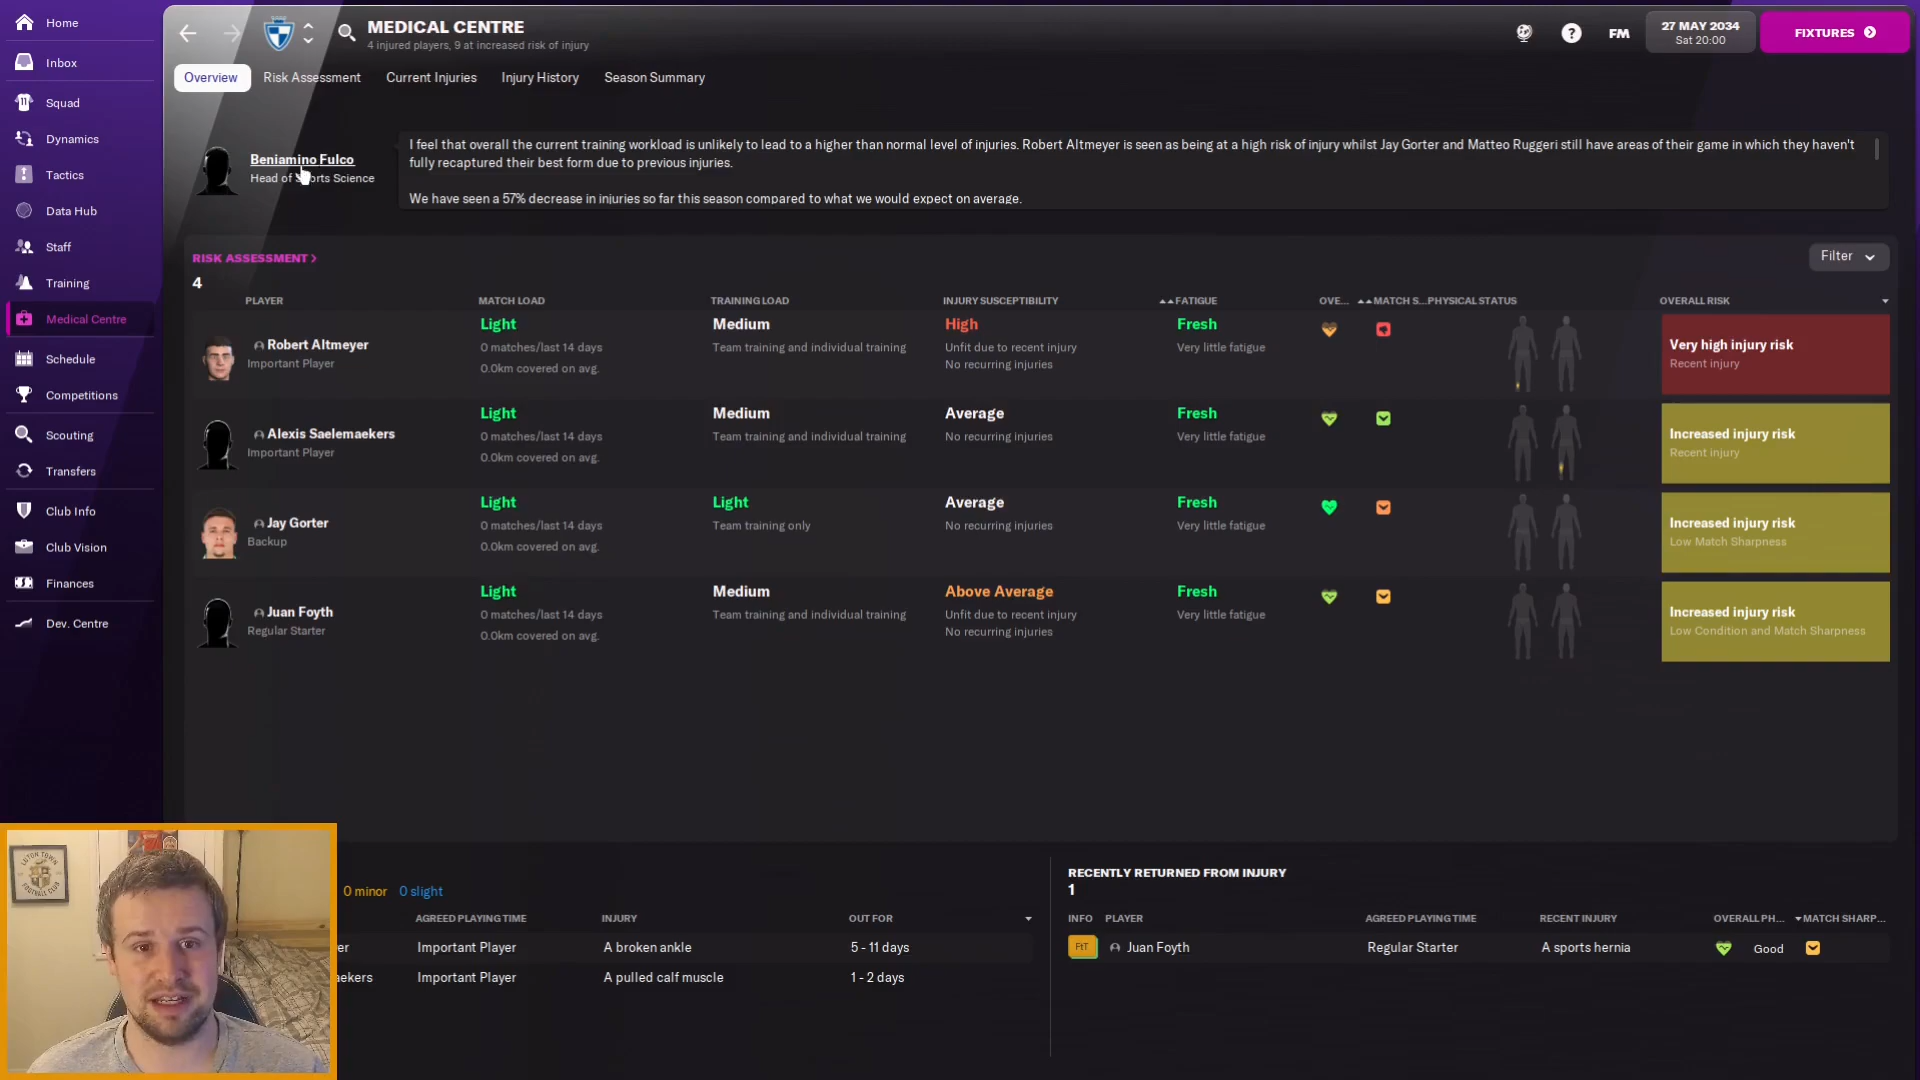 Home
Inbox
Squad
Dynamics
Tactics
Data Hub
Staff
Training
Medical Centre
Schedule
Competitions
Scouting
Transfers
Club Info
Club Vision
Finances
Dev. Centre
MEDICAL CENTRE
4 injured players, 9 at increased risk of injury
?
FM
27 MAY 2034
Sat 20:00
FIXTURES
Overview
Risk Assessment
Current Injuries
Injury History
Season Summary
Beniamino Fulco
Head of Sports Science
I feel that overall the current training workload is unlikely to lead to a higher than normal level of injuries. Robert Altmeyer is seen as being at a high risk of injury whilst Jay Gorter and Matteo Ruggeri still have areas of their game in which they haven't
fully recaptured their best form due to previous injuries.
We have seen a 57% decrease in injuries so far this season compared to what we would expect on average.
RISK ASSESSMENT >
4
Filter
PLAYER MATCH LOAD TRAINING LOAD INJURY SUSCEPTIBILITY FATIGUE OVE... MATCH S... PHYSICAL STATUS OVERALL RISK
Robert Altmeyer
Important Player
Light
0 matches/last 14 days
0.0km covered on avg.
Medium
Team training and individual training
High
Unfit due to recent injury
No recurring injuries
Fresh
Very little fatigue
Very high injury risk
Recent injury
Alexis Saelemaekers
Important Player
Light
0 matches/last 14 days
0.0km covered on avg.
Medium
Team training and individual training
Average
No recurring injuries
Fresh
Very little fatigue
Increased injury risk
Recent injury
Jay Gorter
Backup
Light
0 matches/last 14 days
0.0km covered on avg.
Light
Team training only
Average
No recurring injuries
Fresh
Very little fatigue
Increased injury risk
Low Match Sharpness
Juan Foyth
Regular Starter
Light
0 matches/last 14 days
0.0km covered on avg.
Medium
Team training and individual training
Above Average
Unfit due to recent injury
No recurring injuries
Fresh
Very little fatigue
Increased injury risk
Low Condition and Match Sharpness
0 minor 0 slight
AGREED PLAYING TIME INJURY OUT FOR
er Important Player A broken ankle 5 - 11 days
aekers Important Player A pulled calf muscle 1 - 2 days
RECENTLY RETURNED FROM INJURY
1
INFO PLAYER AGREED PLAYING TIME RECENT INJURY OVERALL PH... MATCH SHARP...
FtT Juan Foyth Regular Starter A sports hernia Good
LUTON TOWN
FOOTBALL CLUB